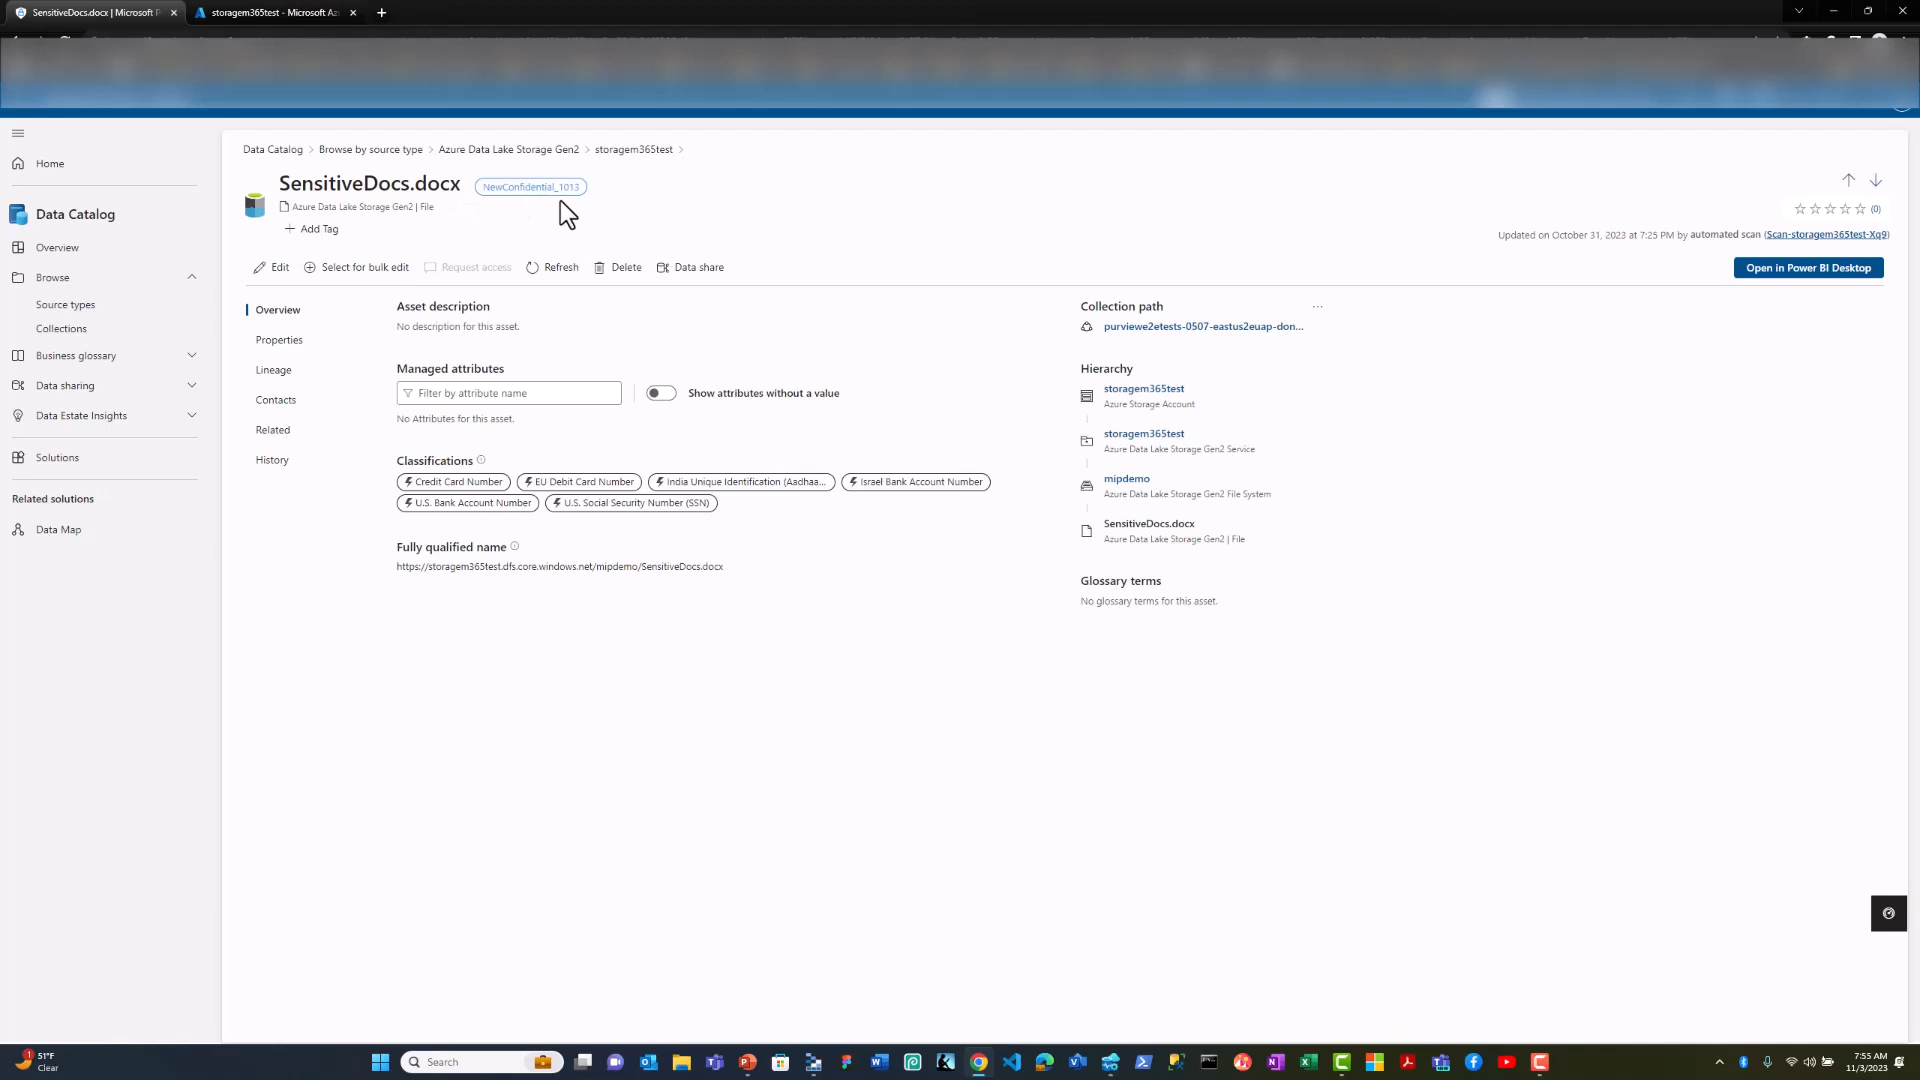 SensitiveDocs.docx | Microsoft P
storagem365test - Microsoft Az
Data Catalog > Browse by source type > Azure Data Lake Storage Gen2 > storagem365test >
Home
SensitiveDocs.docx NewConfidential_1013
Azure Data Lake Storage Gen2 | File
(0)
Data Catalog
Add Tag
Updated on October 31, 2023 at 7:25 PM by automated scan (Scan-storagem365test-Xq9)
Overview
Edit Select for bulk edit Request access Refresh Delete Data share Open in Power BI Desktop
Browse
Source types
Collections
Business glossary
Data sharing
Data Estate Insights
Solutions
Related solutions
Data Map
Overview
Properties
Lineage
Contacts
Related
History
Asset description
No description for this asset.
Managed attributes
Filter by attribute name Show attributes without a value
No Attributes for this asset.
Classifications
Credit Card Number EU Debit Card Number India Unique Identification (Aadhaa... Israel Bank Account Number
U.S. Bank Account Number U.S. Social Security Number (SSN)
Fully qualified name
https://storagem365test.dfs.core.windows.net/mipdemo/SensitiveDocs.docx
Collection path ...
purviewe2etests-0507-eastus2euap-don...
Hierarchy
storagem365test
Azure Storage Account
storagem365test
Azure Data Lake Storage Gen2 Service
mipdemo
Azure Data Lake Storage Gen2 File System
SensitiveDocs.docx
Azure Data Lake Storage Gen2 | File
Glossary terms
No glossary terms for this asset.
1
51°F
Clear
Search
7:55 AM
11/3/2023